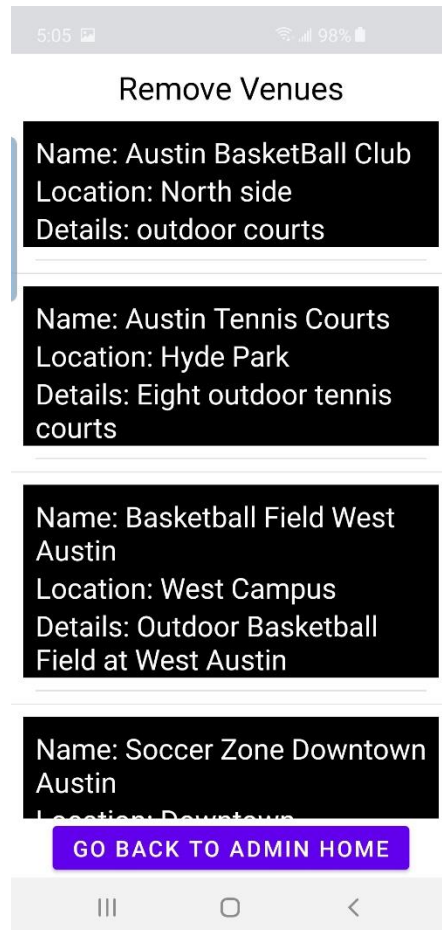 5:05 98%
Remove Venues
Name: Austin BasketBall Club
Location: North side
Details: outdoor courts
Name: Austin Tennis Courts
Location: Hyde Park
Details: Eight outdoor tennis
courts
Name: Basketball Field West
Austin
Location: West Campus
Details: Outdoor Basketball
Field at West Austin
Name: Soccer Zone Downtown
Austin
Location: Downtown
GO BACK TO ADMIN HOME